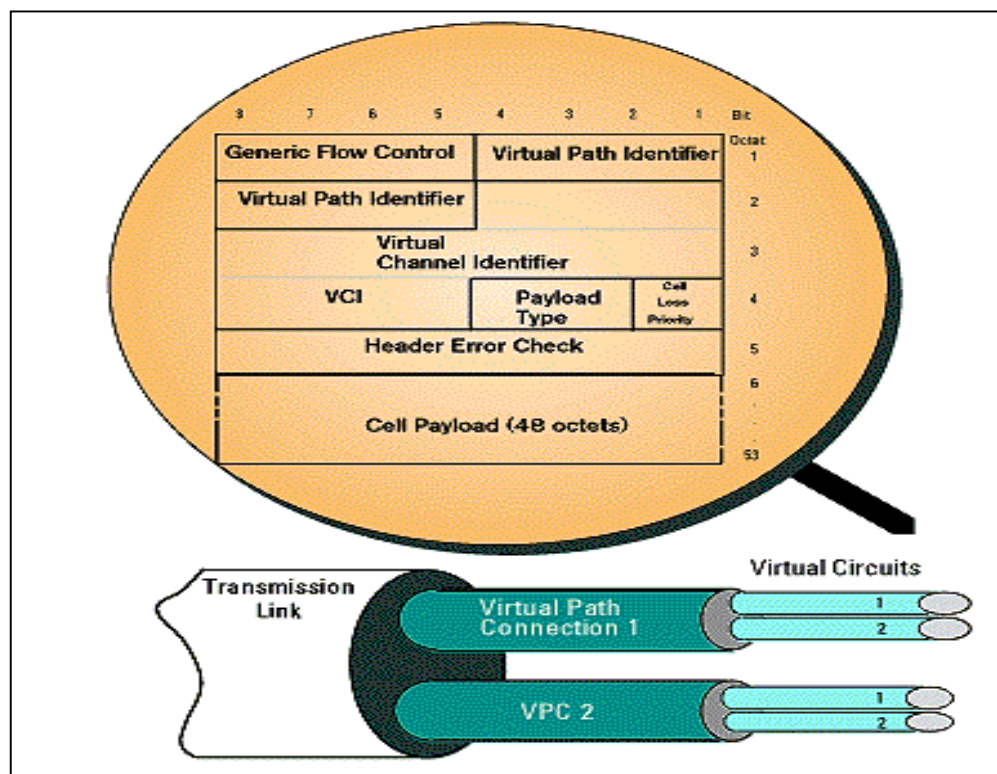 8 7 6 5 4 3 2 1 Bit
Octet
Generic Flow Control Virtual Path Identifier 1
Virtual Path Identifier 2
Virtual
Channel Identifier 3
VCI Payload
Type Cell
Loss
Priority 4
Header Error Check 5
6
.
.
.
Cell Payload (48 octets)
53
Transmission
Link
Virtual Circuits
Virtual Path
Connection 1
1
2
VPC 2
1
2